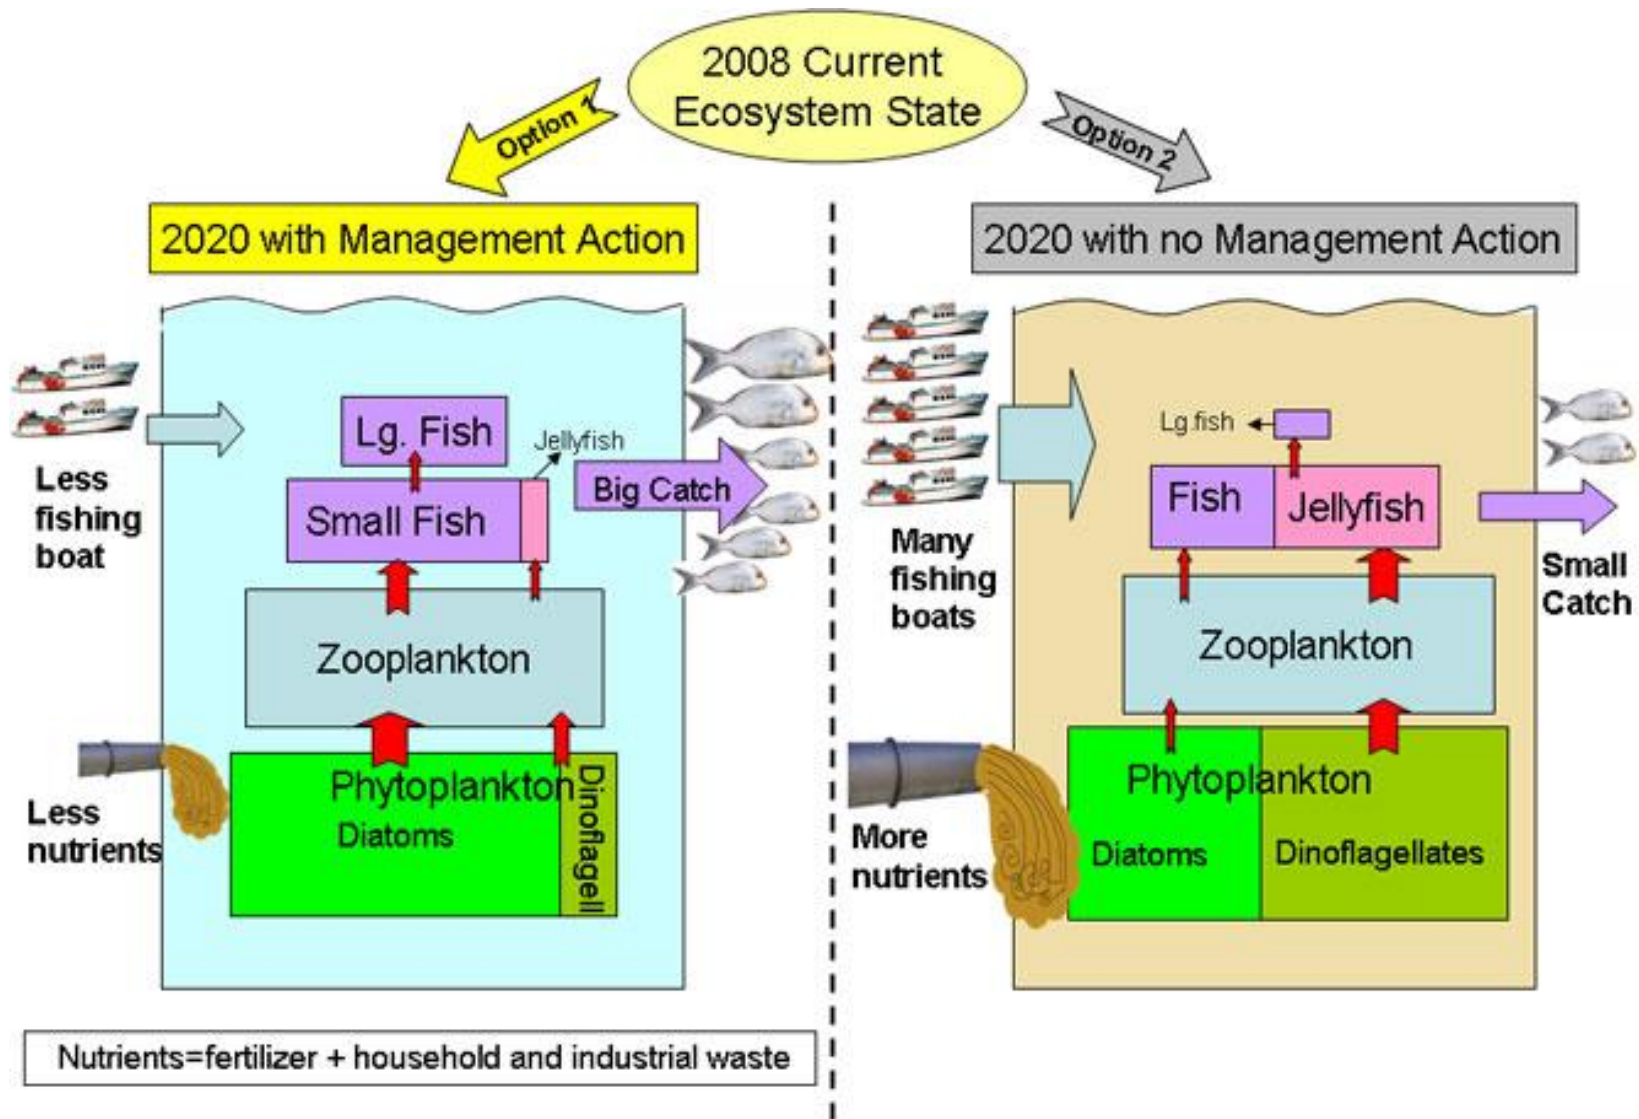 2008 Current
Ecosystem State
Option 1
Option 2
2020 with Management Action
2020 with no Management Action
Less
fishing
boat
Lg. Fish
Jellyfish
Small Fish
Big Catch
Zooplankton
Phytoplankton
Diatoms
Dinoflagell
Less
nutrients
Many
fishing
boats
Lg.fish
Fish
Jellyfish
Small
Catch
Zooplankton
Phytoplankton
Diatoms
Dinoflagellates
More
nutrients
Nutrients=fertilizer + household and industrial waste